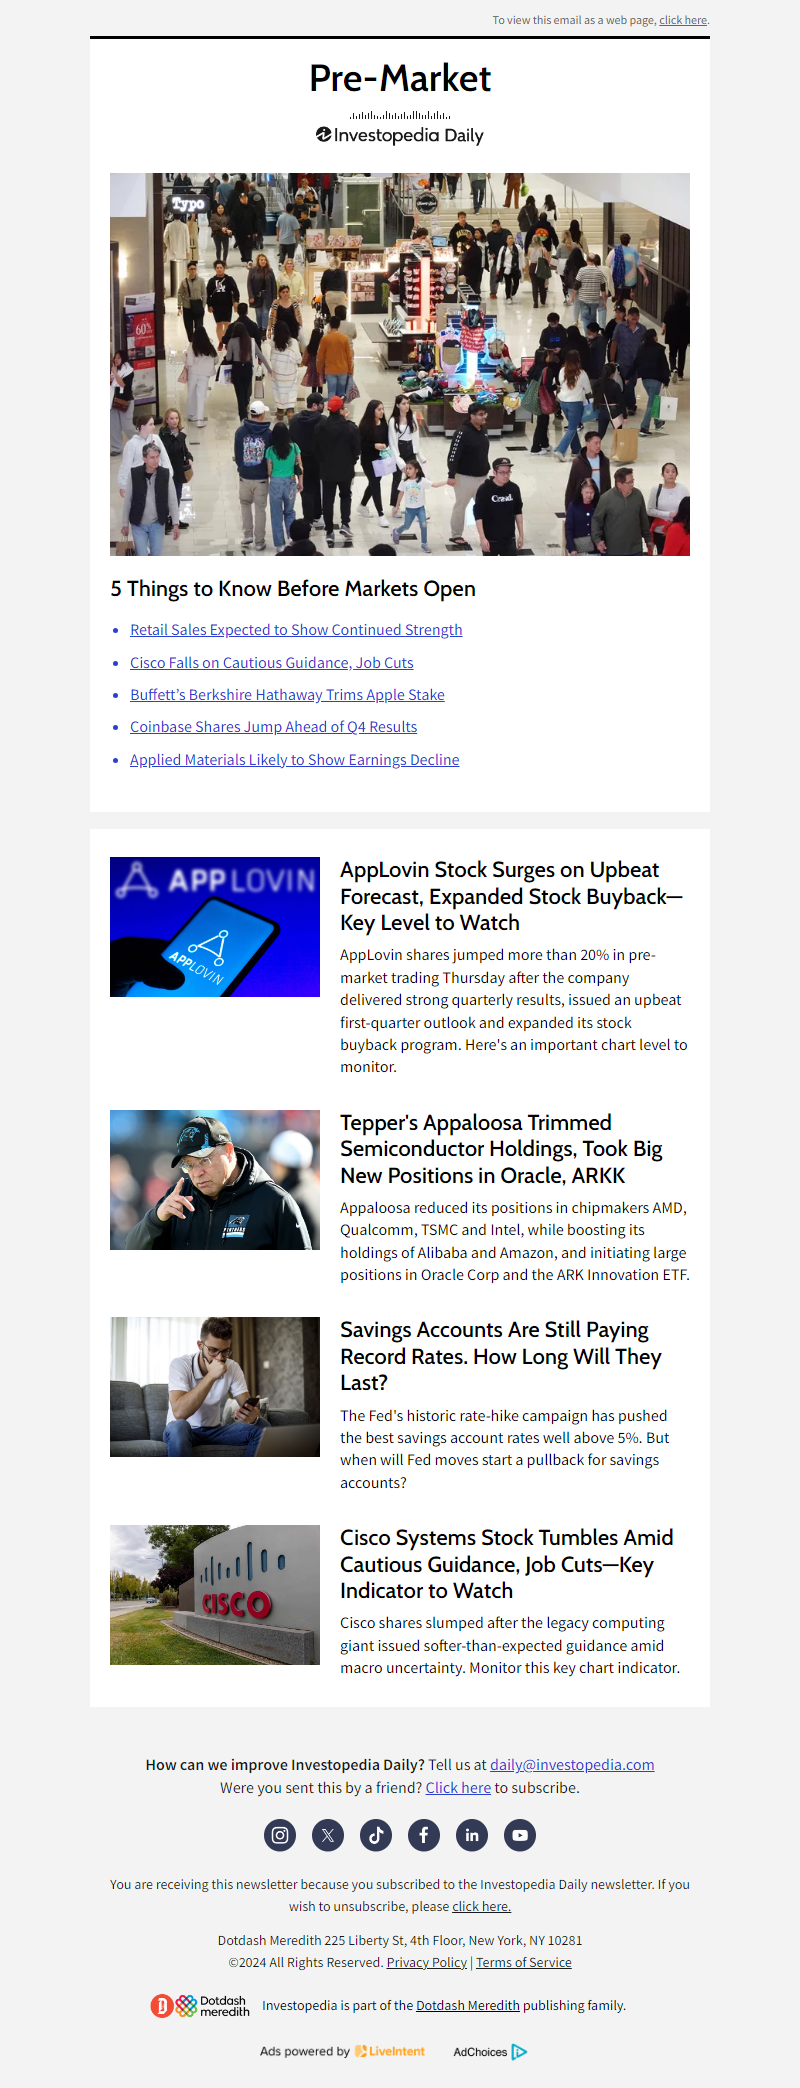 To view this email as a web page, click here.
Pre-Market
Investopedia Daily
Typo
60%
Crawl.
5 Things to Know Before Markets Open
Retail Sales Expected to Show Continued Strength
Cisco Falls on Cautious Guidance, Job Cuts
Buffett’s Berkshire Hathaway Trims Apple Stake
Coinbase Shares Jump Ahead of Q4 Results
Applied Materials Likely to Show Earnings Decline
APPLOVIN
APPLOVIN
AppLovin Stock Surges on Upbeat
Forecast, Expanded Stock Buyback—
Key Level to Watch
AppLovin shares jumped more than 20% in pre-
market trading Thursday after the company
delivered strong quarterly results, issued an upbeat
first-quarter outlook and expanded its stock
buyback program. Here's an important chart level to
monitor.
PANTHERS
Tepper's Appaloosa Trimmed
Semiconductor Holdings, Took Big
New Positions in Oracle, ARKK
Appaloosa reduced its positions in chipmakers AMD,
Qualcomm, TSMC and Intel, while boosting its
holdings of Alibaba and Amazon, and initiating large
positions in Oracle Corp and the ARK Innovation ETF.
Savings Accounts Are Still Paying
Record Rates. How Long Will They
Last?
The Fed's historic rate-hike campaign has pushed
the best savings account rates well above 5%. But
when will Fed moves start a pullback for savings
accounts?
CISCO
Cisco Systems Stock Tumbles Amid
Cautious Guidance, Job Cuts—Key
Indicator to Watch
Cisco shares slumped after the legacy computing
giant issued softer-than-expected guidance amid
macro uncertainty. Monitor this key chart indicator.
How can we improve Investopedia Daily? Tell us at daily@investopedia.com
Were you sent this by a friend? Click here to subscribe.
You are receiving this newsletter because you subscribed to the Investopedia Daily newsletter. If you
wish to unsubscribe, please click here.
Dotdash Meredith 225 Liberty St, 4th Floor, New York, NY 10281
©2024 All Rights Reserved. Privacy Policy | Terms of Service
Dotdash
meredith
Investopedia is part of the Dotdash Meredith publishing family.
Ads powered by LiveIntent
AdChoices